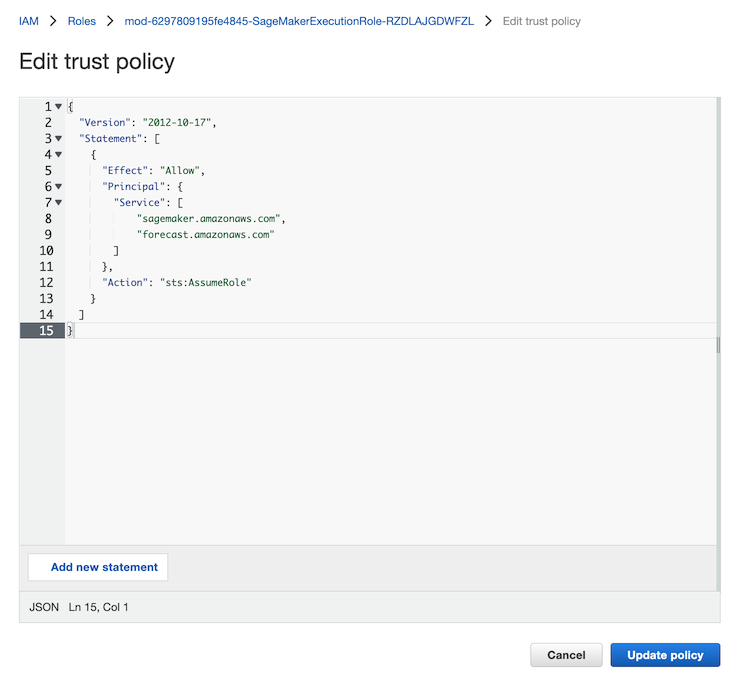 IAM > Roles > mod-6297809195fe4845-SageMakerExecutionRole-RZDLAJGDWFZL > Edit trust policy
Edit trust policy
1 {
2 "Version": "2012-10-17",
3 "Statement": [
4 {
5 "Effect": "Allow",
6 "Principal": {
7 "Service": [
8 "sagemaker.amazonaws.com",
9 "forecast.amazonaws.com"
10 ]
11 },
12 "Action": "sts:AssumeRole"
13 }
14 ]
15 }
Add new statement
JSON Ln 15, Col 1
Cancel Update policy